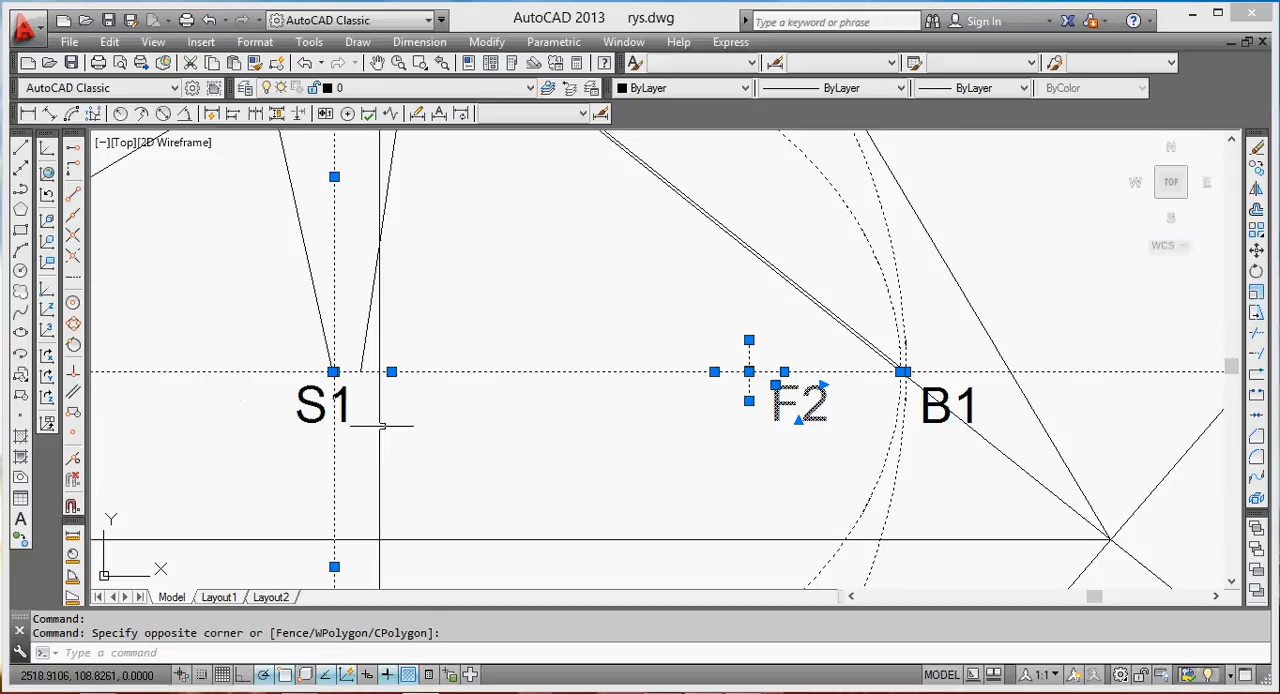 AutoCAD Classic
AutoCAD 2013 rys.dwg
Type a keyword or phrase
Sign In
File Edit View Insert Format Tools Draw Dimension Modify Parametric Window Help Express
AutoCAD Classic
0
ByLayer
ByLayer
ByLayer
ByColor
[−][Top][2D Wireframe]
N
W
TOP
E
S
WCS
S1
F2
B1
Y
X
Model Layout1 Layout2
Command:
Command: Specify opposite corner or [Fence/WPolygon/CPolygon]:
Type a command
2518.9106, 108.8261, 0.0000
MODEL
1:1